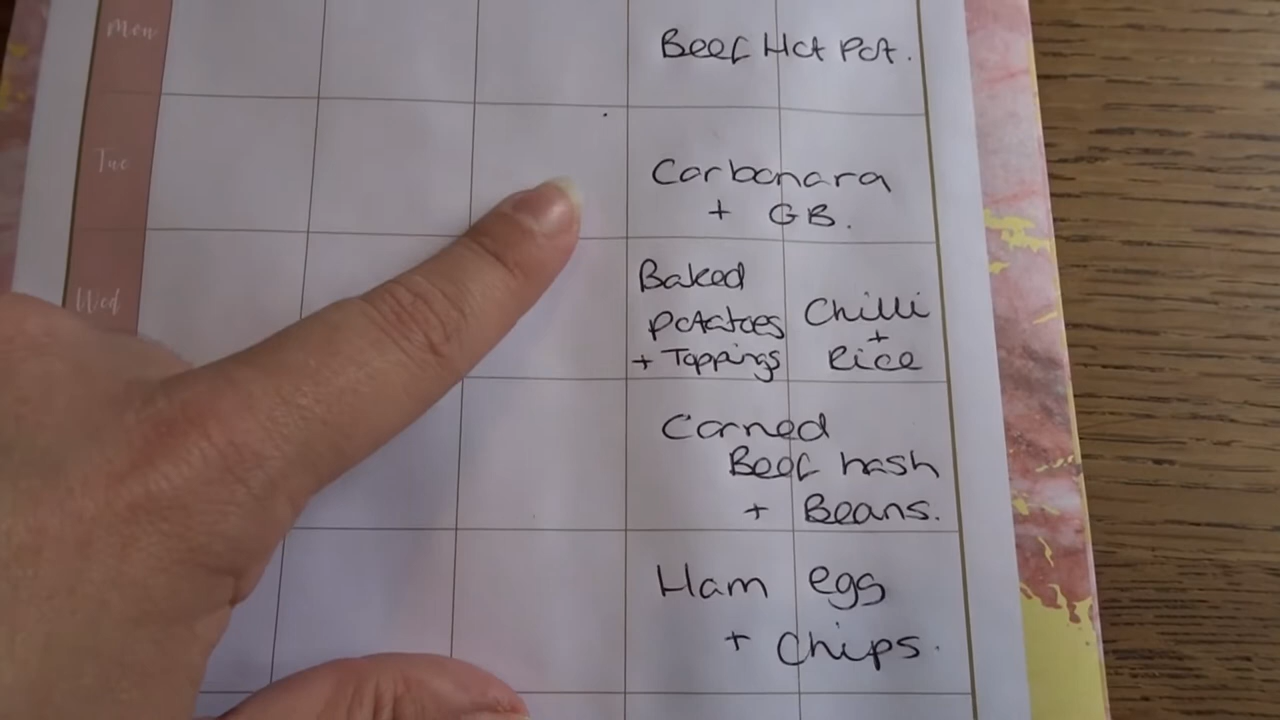 Mon
Beef Hot Pot.
Tue
Carbonara
+ GB.
Wed
Baked
potatoes
+ Toppings
Chilli
+
Rice
Corned
Beef hash
+ Beans.
Ham egs
+ Chips.